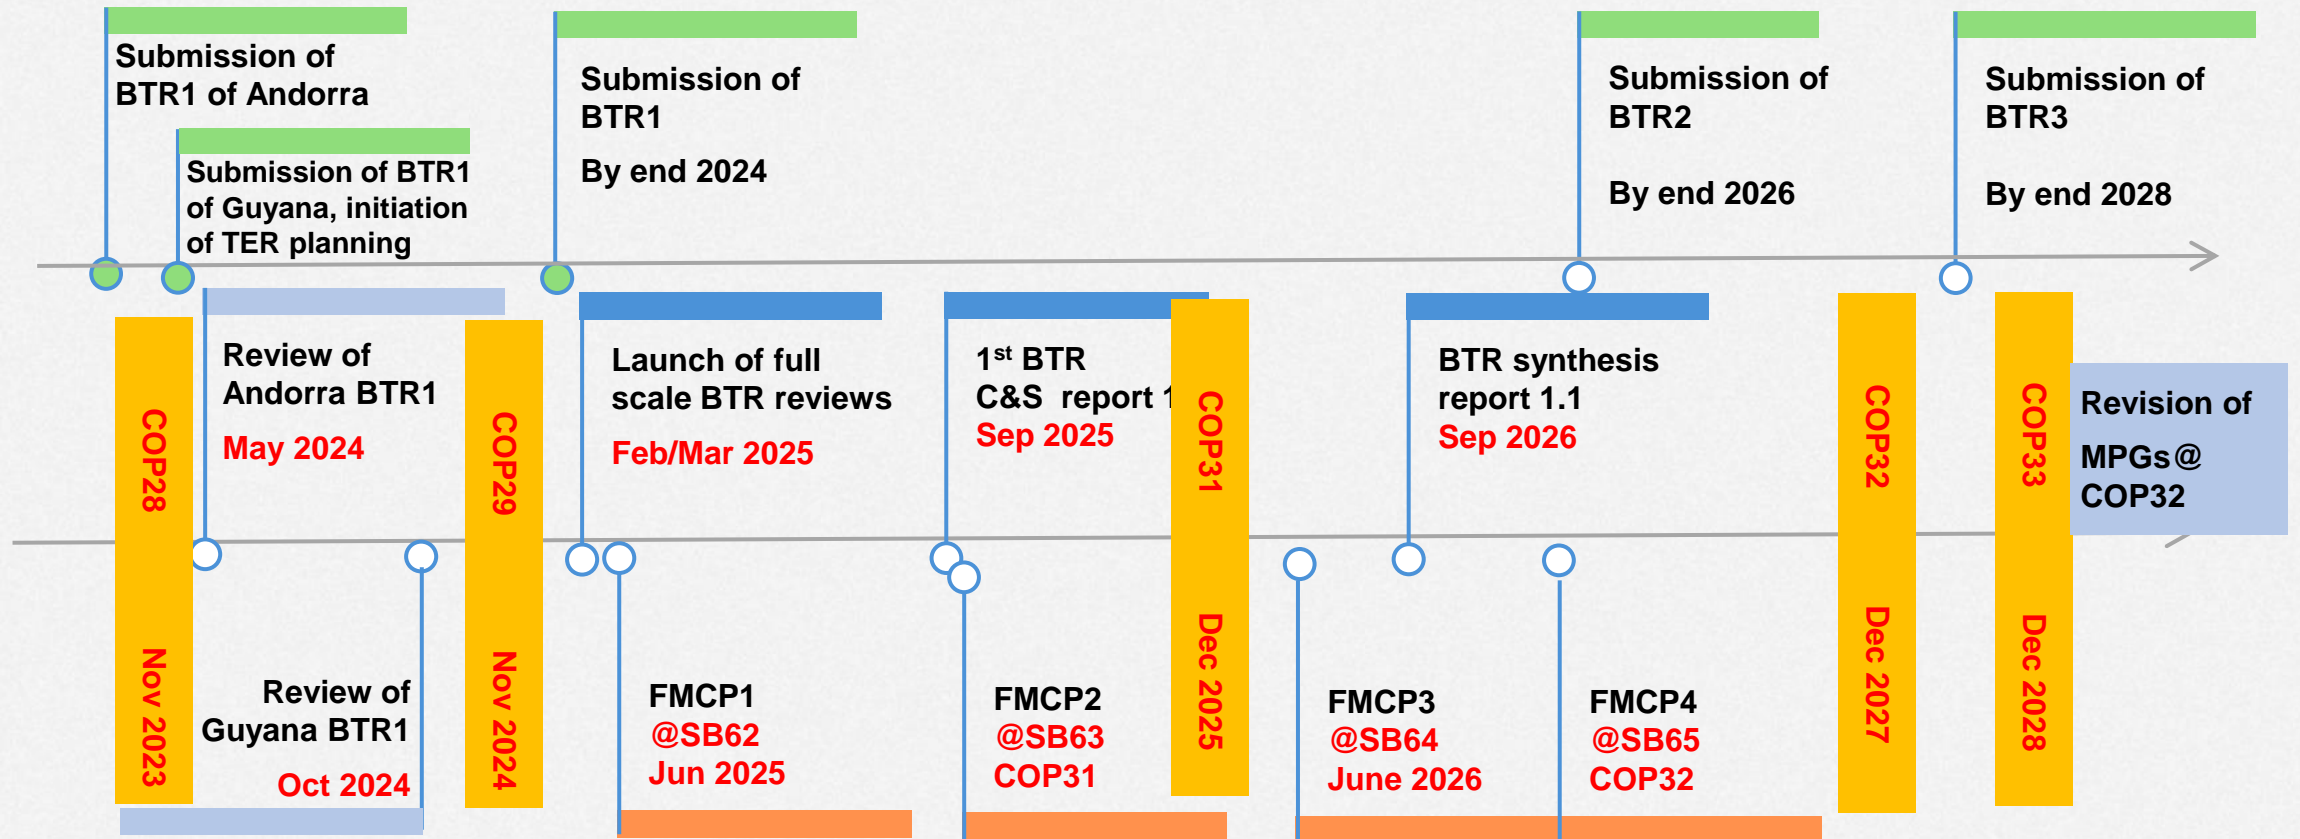 Submission of
BTR1 of Andorra
Submission of BTR1
of Guyana, initiation
of TER planning
Submission of
BTR1
By end 2024
Submission of
BTR2
By end 2026
Submission of
BTR3
By end 2028
COP28
Nov 2023
Review of
Andorra BTR1
May 2024
COP29
Nov 2024
Launch of full
scale BTR reviews
Feb/Mar 2025
1st BTR
C&S report 1
Sep 2025
COP31
Dec 2025
BTR synthesis
report 1.1
Sep 2026
COP32
Dec 2027
COP33
Dec 2028
Revision of
MPGs@
COP32
Review of
Guyana BTR1
Oct 2024
FMCP1
@SB62
Jun 2025
FMCP2
@SB63
COP31
FMCP3
@SB64
June 2026
FMCP4
@SB65
COP32